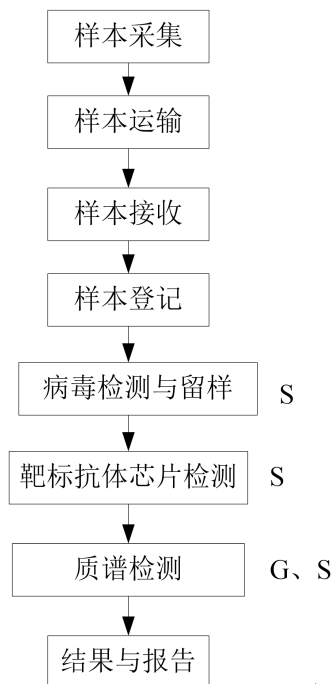 样本采集
样本运输
样本接收
样本登记
病毒检测与留样 S
靶标抗体芯片检测 S
质谱检测 G、S
结果与报告